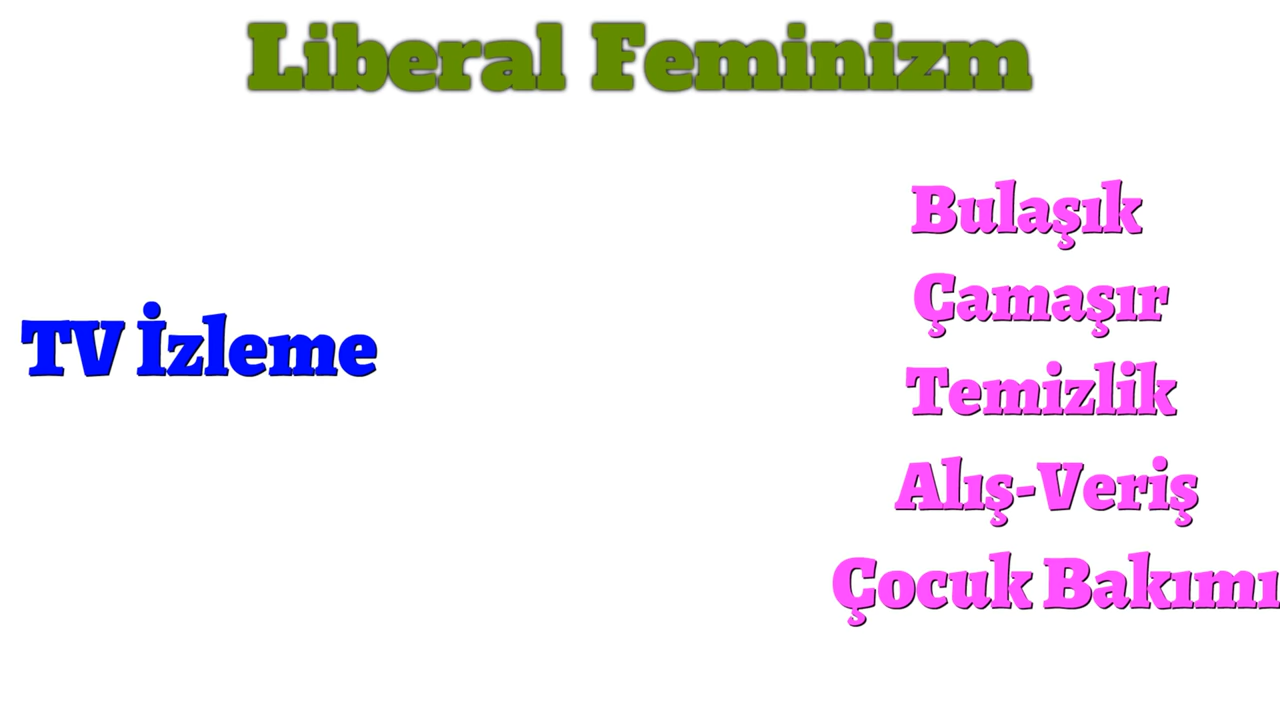 Liberal Feminizm
TV İzleme
Bulaşık
Çamaşır
Temizlik
Alış-Veriş
Çocuk Bakımı